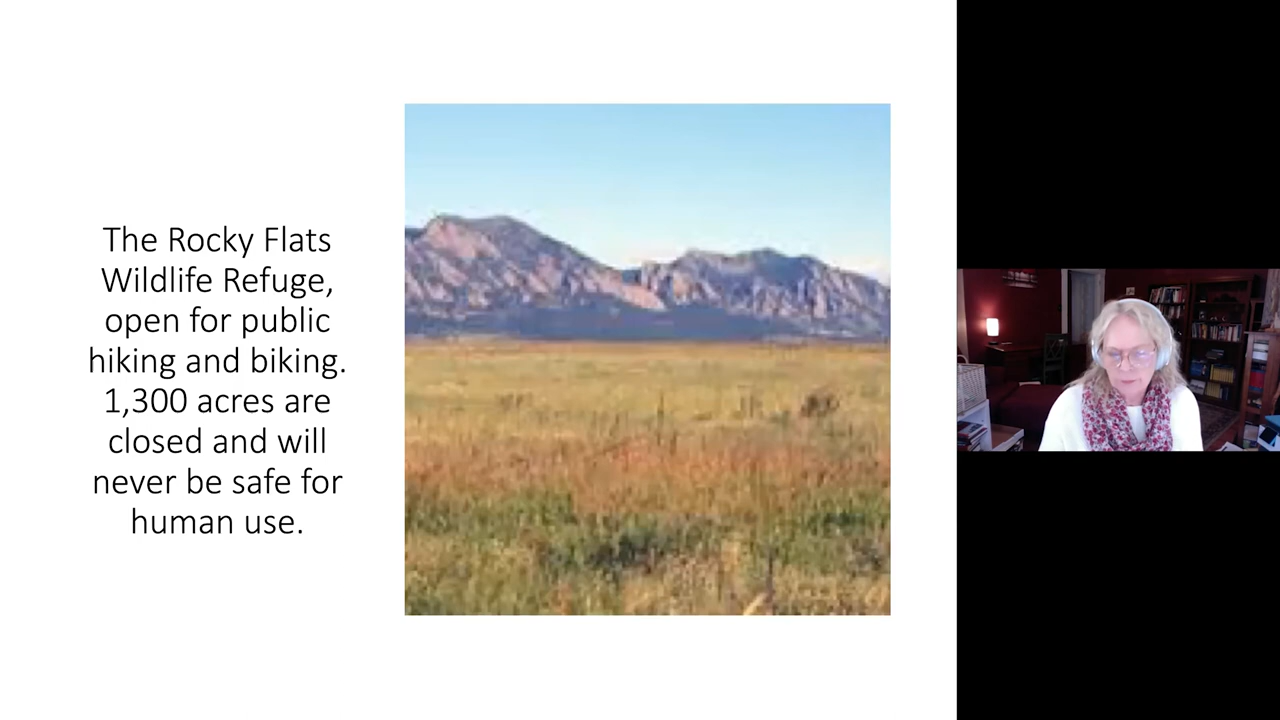 The Rocky Flats
Wildlife Refuge,
open for public
hiking and biking.
1,300 acres are
closed and will
never be safe for
human use.